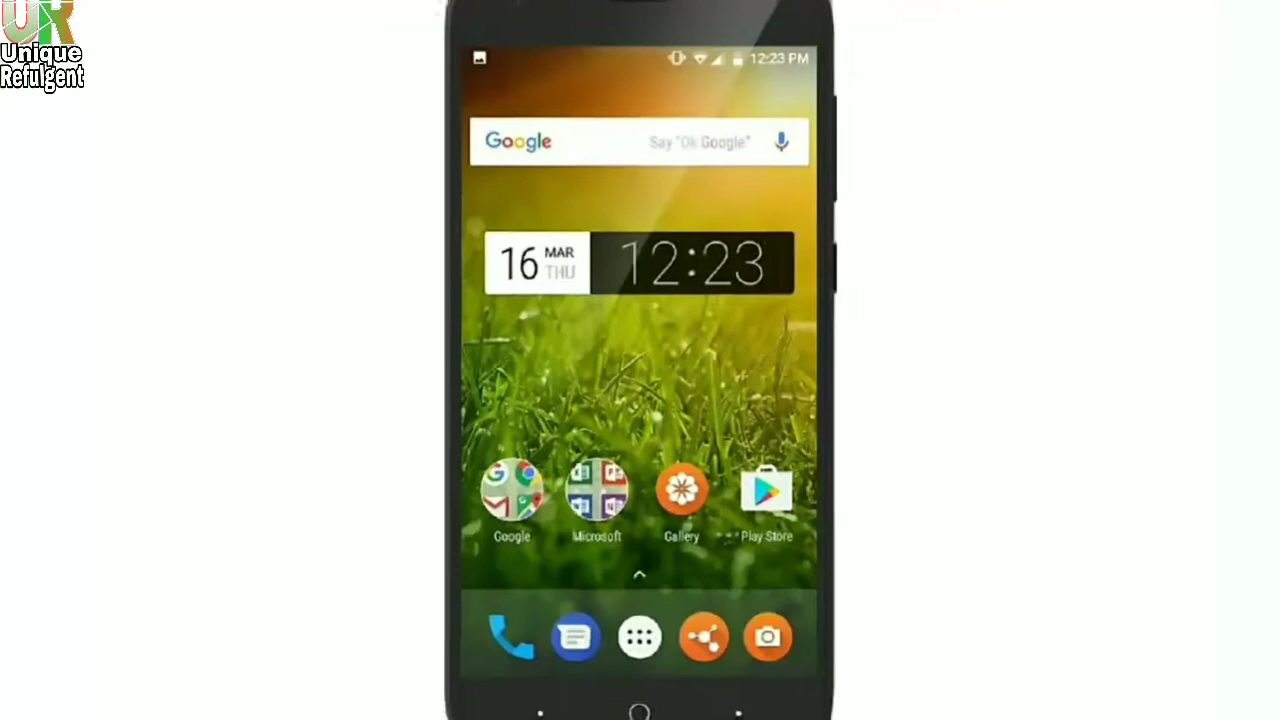 UR
Unique
Refulgent
12:23 PM
Google
Say "Ok Google"
16
MAR
THU
12:23
Google
Microsoft
Gallery
Play Store